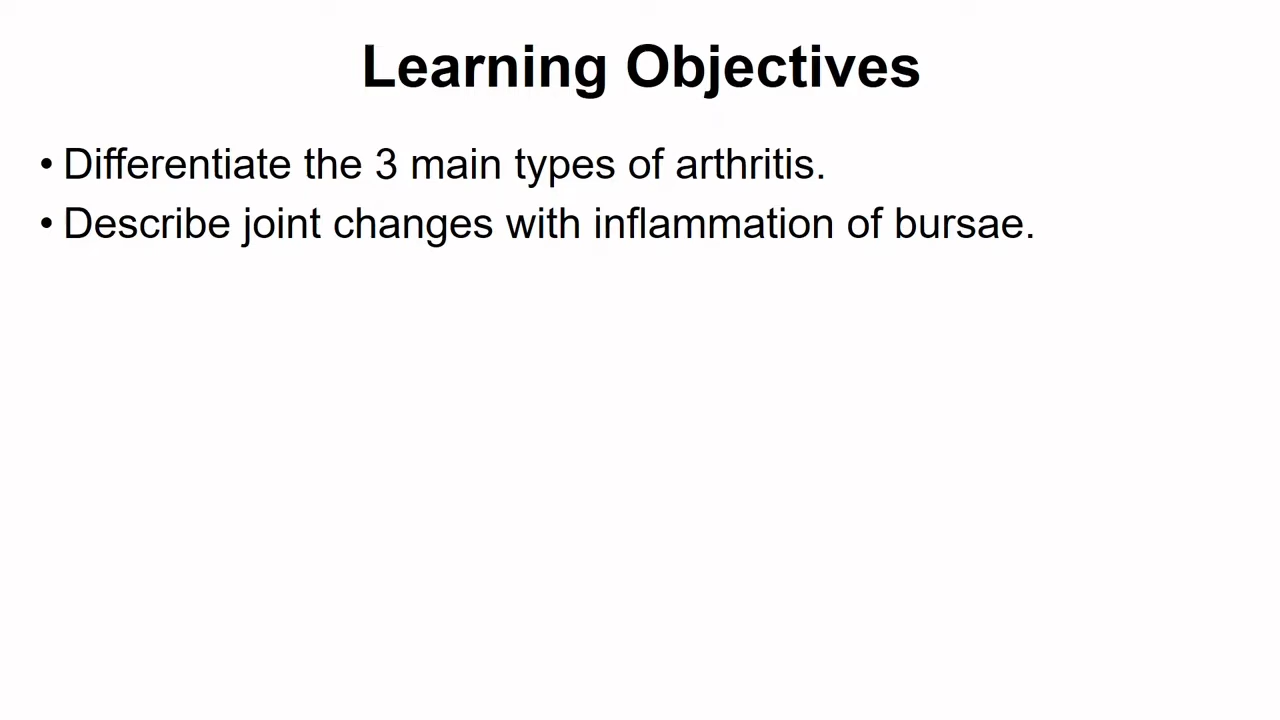 Learning Objectives
• Differentiate the 3 main types of arthritis.
• Describe joint changes with inflammation of bursae.